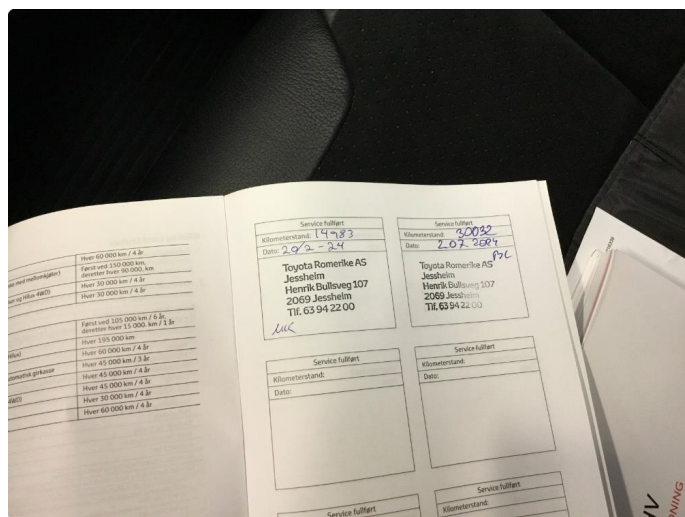 Hver 60 000 km / 4 år
Først ved 150 000 km,
deretter hver 90 000, km
Hver 30 000 km / 4 år
Hver 30 000 km / 4 år
Først ved 105 000 km / 6 år,
deretter hver 15 000. km / 1 år
Hver 195 000 km
Hver 60 000 km / 4 år
Hver 45 000 km / 3 år
girkasse
Hver 45 000 km / 4 år
Hver 45 000 km / 4 år
Hver 30 000 km / 4 år
Hver 60 000 km / 4 år
Service fullført
Kilometerstand: 14983
Dato: 20/2-24
Toyota Romerike AS
Henrik Bullsveg 107
2069 Jessheim
Tlf. 63 94 22 00
Service fullført
Kilometerstand: 30032
Dato: 2.07.2024
Toyota Romerike AS
Jessheim
Henrik Bullsveg 107
2069 Jessheim
Tlf. 63 94 22 00
Service fullført
Kilometerstand:
Dato:
Service fullført
Kilometerstand:
Dato:
Service fullført
Service fullført
Kilometerstand: